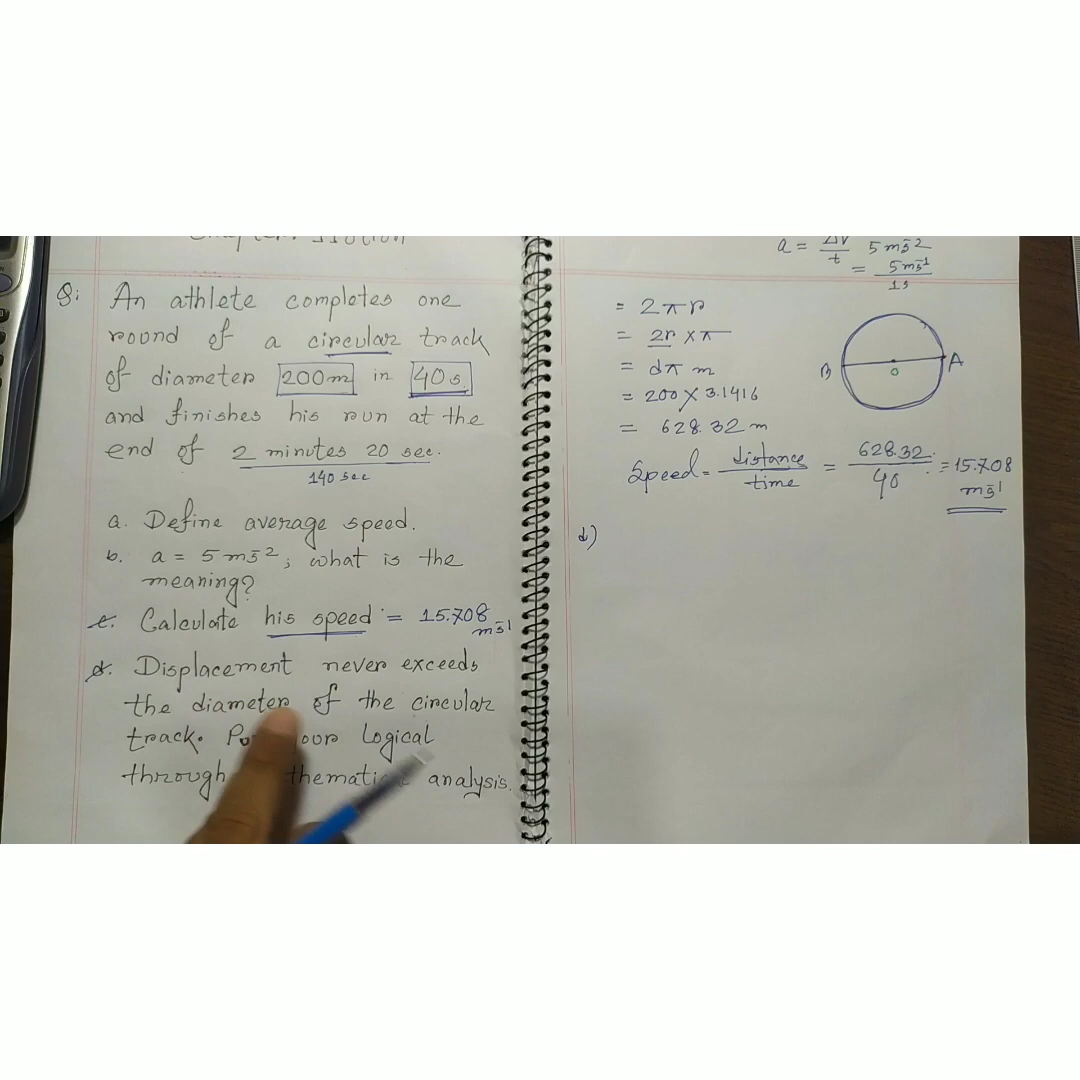 Q: An athlete completes one
round of a circular track
of diameter 200m in 40s.
and finishes his run at the
end of 2 minutes 20 sec.
140 sec
a. Define average speed.
b. a = 5 ms⁻²; what is the
meaning?
c. Calculate his speed = 15.708
ms⁻¹
d. Displacement never exceeds
the diameter of the circular
track. Logical
through analysis.
a = Δv/t 5 ms⁻²
= 5ms⁻¹/1s
= 2πr
= 2r × π
= dπ m
= 200 × 3.1416
= 628.32 m
B O A
Speed = distance/time = 628.32/40 = 15.708
ms⁻¹
d)